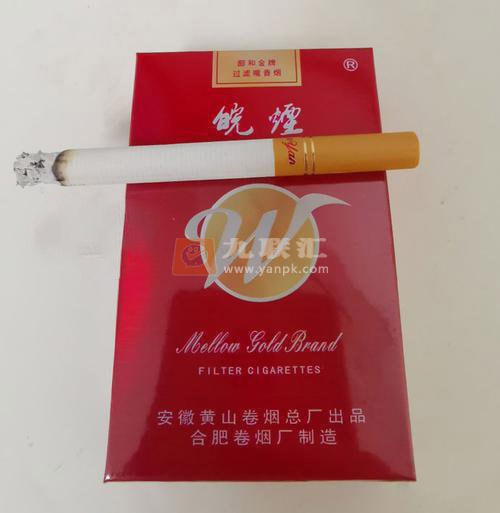 醇和金牌
过滤嘴香烟
®
皖煙
Yan
W
九联汇
www.yanpk.com
Mellow Gold Brand
FILTER CIGARETTES
安徽黄山卷烟总厂出品
合肥卷烟厂制造